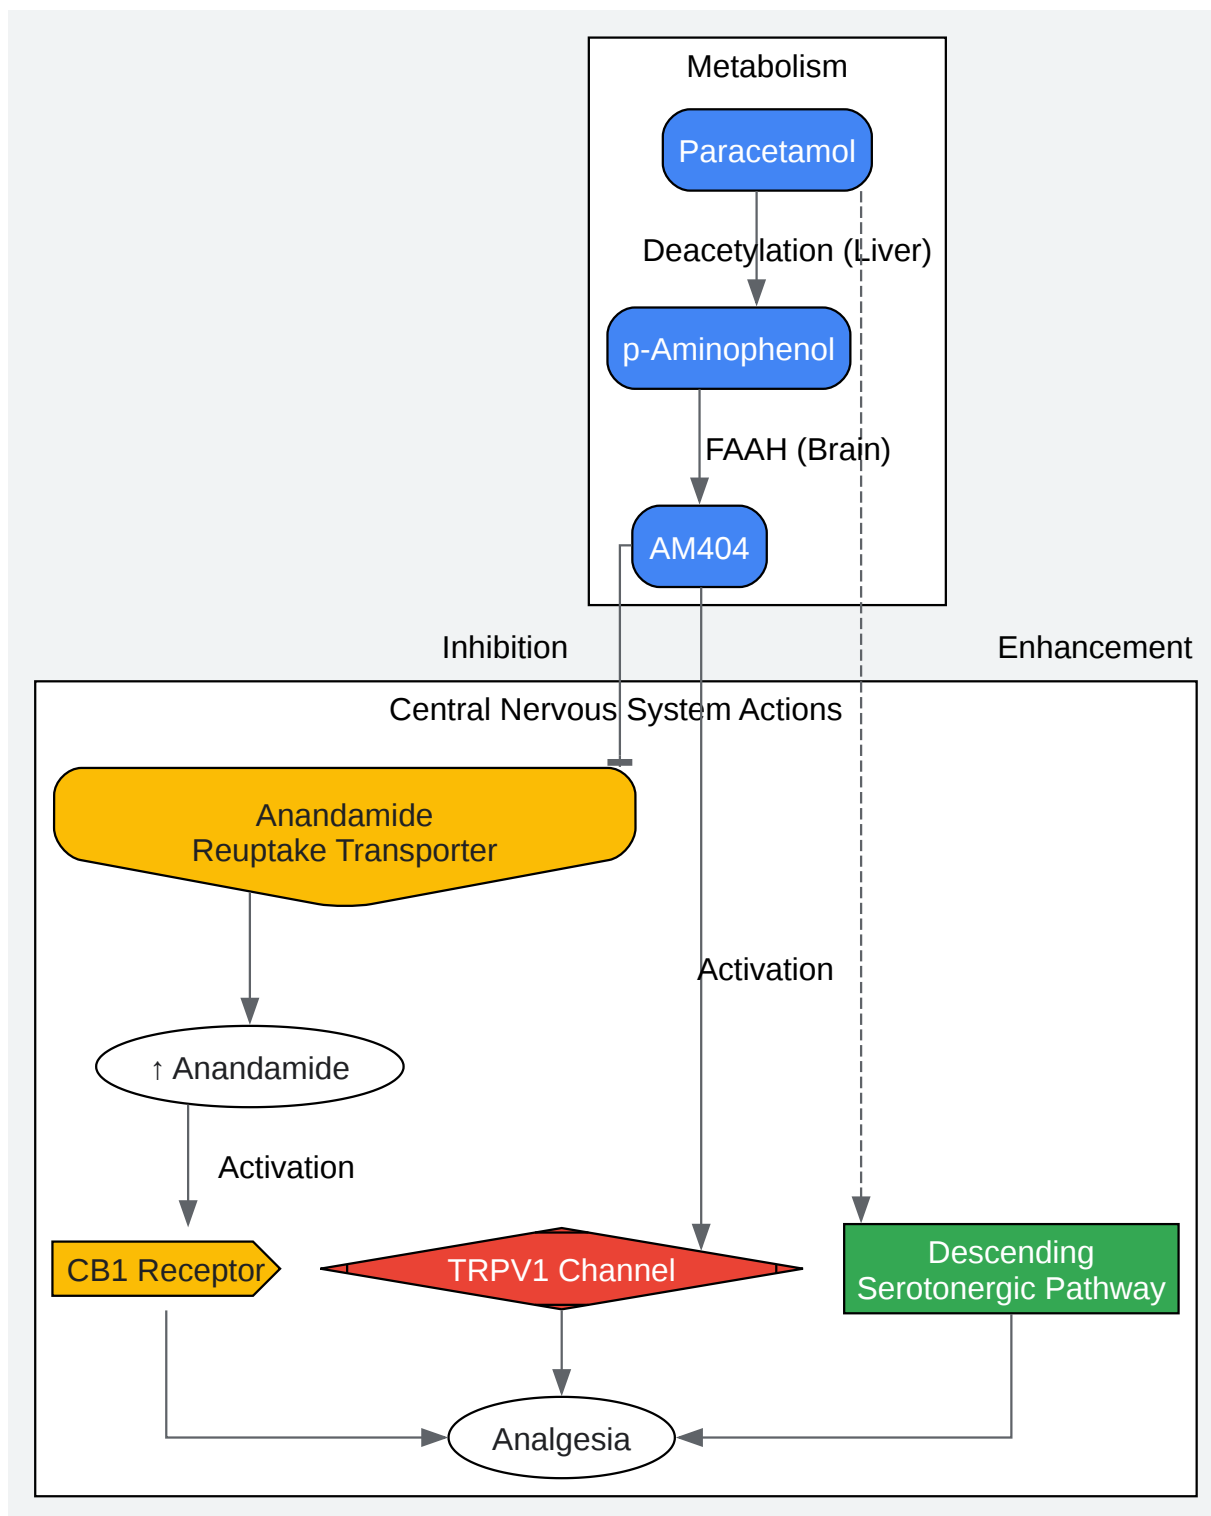 Metabolism
Paracetamol
Deacetylation (Liver)
p-Aminophenol
FAAH (Brain)
AM404
Inhibition
Enhancement
Central Nervous System Actions
Anandamide
Reuptake Transporter
Activation
↑ Anandamide
Activation
CB1 Receptor
TRPV1 Channel
Descending
Serotonergic Pathway
Analgesia